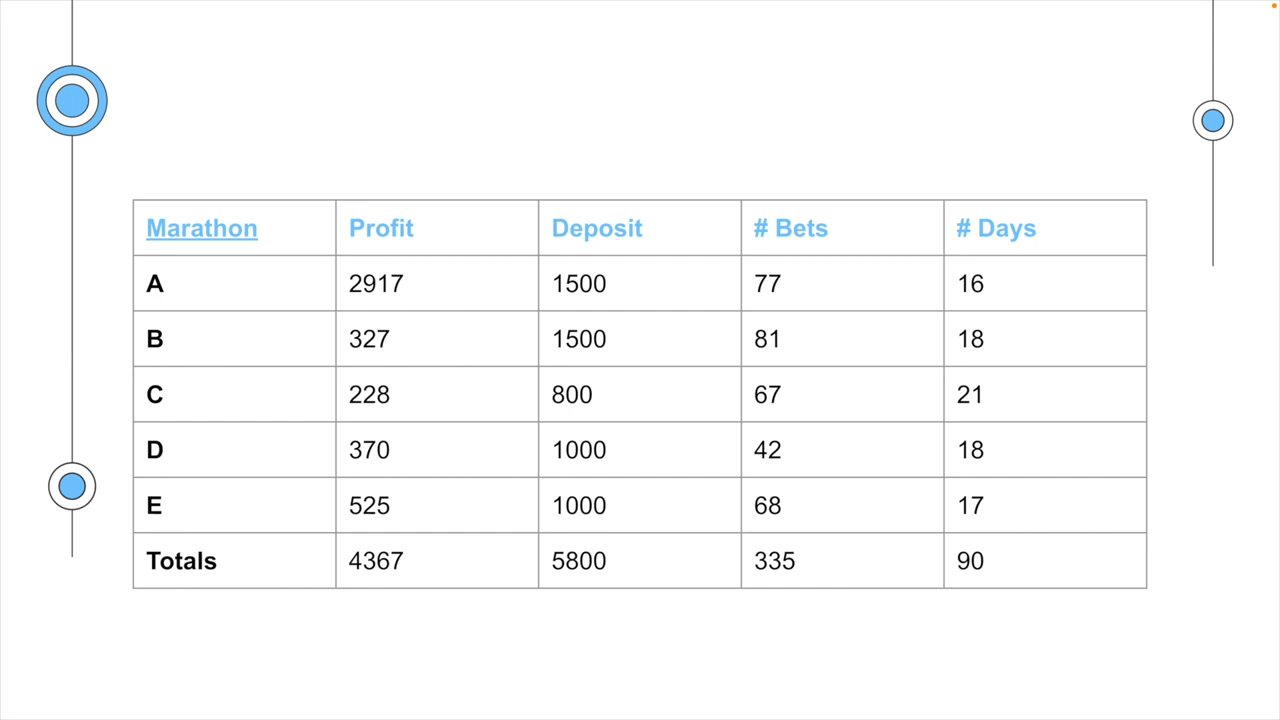 Marathon Profit Deposit # Bets # Days
A 2917 1500 77 16
B 327 1500 81 18
C 228 800 67 21
D 370 1000 42 18
E 525 1000 68 17
Totals 4367 5800 335 90